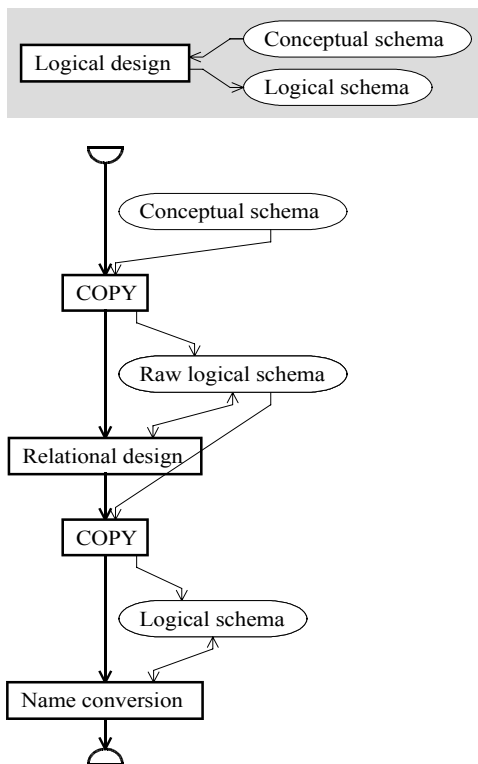 Conceptual schema
Logical design
Logical schema
Conceptual schema
COPY
Raw logical schema
Relational design
COPY
Logical schema
Name conversion